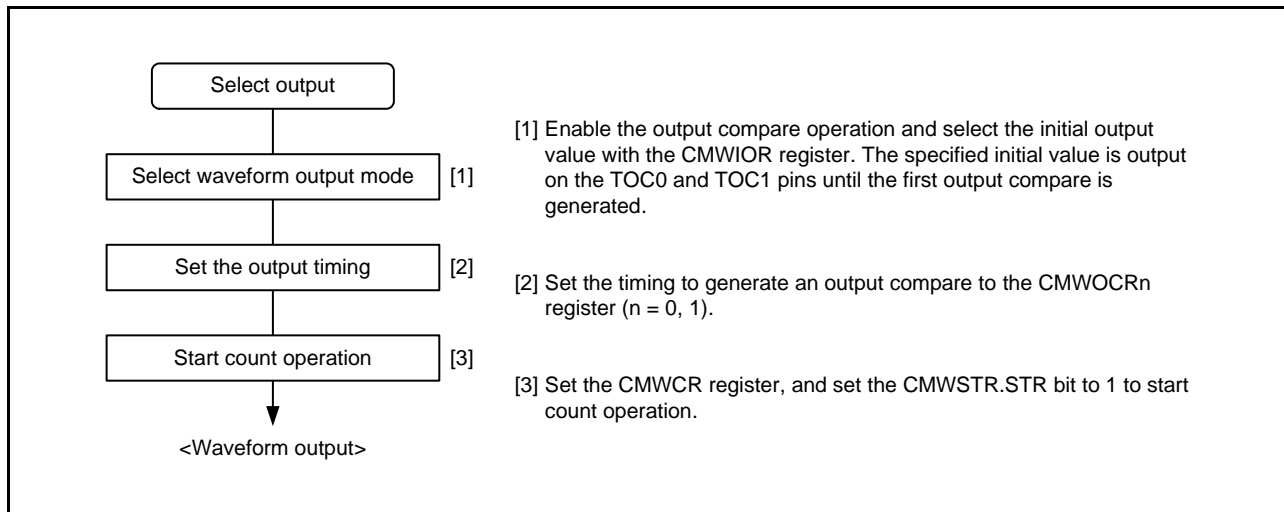 Select output
Select waveform output mode [1]
Set the output timing [2]
Start count operation [3]
<Waveform output>
[1] Enable the output compare operation and select the initial output
value with the CMWIOR register. The specified initial value is output
on the TOC0 and TOC1 pins until the first output compare is
generated.
[2] Set the timing to generate an output compare to the CMWOCRn
register (n = 0, 1).
[3] Set the CMWCR register, and set the CMWSTR.STR bit to 1 to start
count operation.